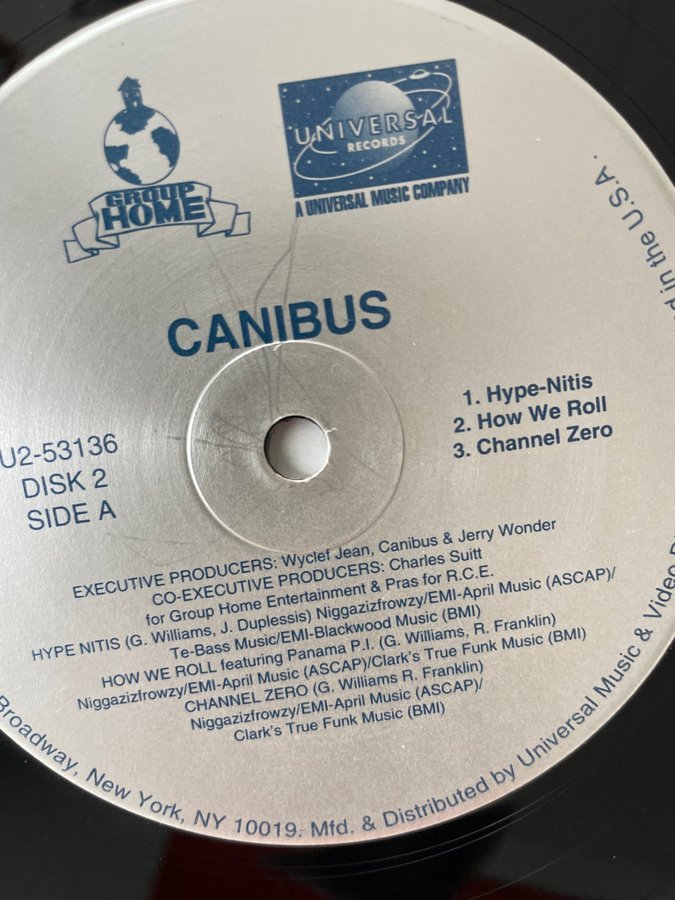 GROUP
HOME
UNIVERSAL
RECORDS
A UNIVERSAL MUSIC COMPANY
CANIBUS
1. Hype-Nitis
2. How We Roll
3. Channel Zero
U2-53136
DISK 2
SIDE A
EXECUTIVE PRODUCERS: Wyclef Jean, Canibus & Jerry Wonder
CO-EXECUTIVE PRODUCERS: Charles Suitt
for Group Home Entertainment & Pras for R.C.E.
HYPE NITIS (G. Williams, J. Duplessis) Niggazizfrowzy/EMI-April Music (ASCAP)/
Te-Bass Music/EMI-Blackwood Music (BMI)
HOW WE ROLL featuring Panama P.I. (G. Williams, R. Franklin)
Niggazizfrowzy/EMI-April Music (ASCAP)/Clark's True Funk Music (BMI)
CHANNEL ZERO (G. Williams R. Franklin)
Niggazizfrowzy/EMI-April Music (ASCAP)/
Clark's True Funk Music (BMI)
Broadway, New York, NY 10019. Mfd. & Distributed by Universal Music & Video
in the U.S.A.